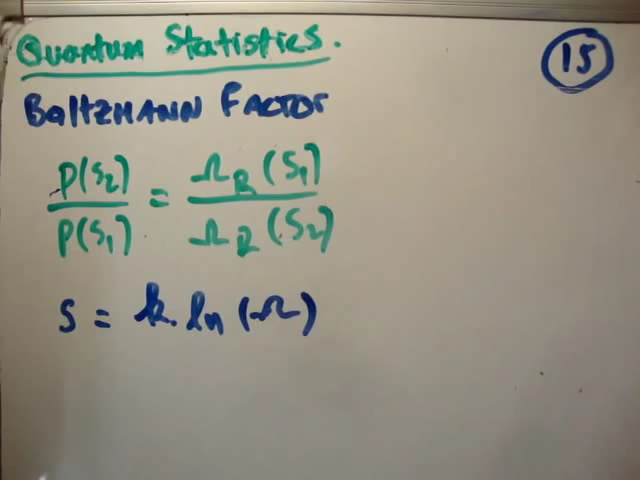 Quantum Statistics.
15
BOltZMANN FACTOR
P(S2) / P(S1) = ΩR(S1) / ΩR(S2)
S = k.ln(Ω)